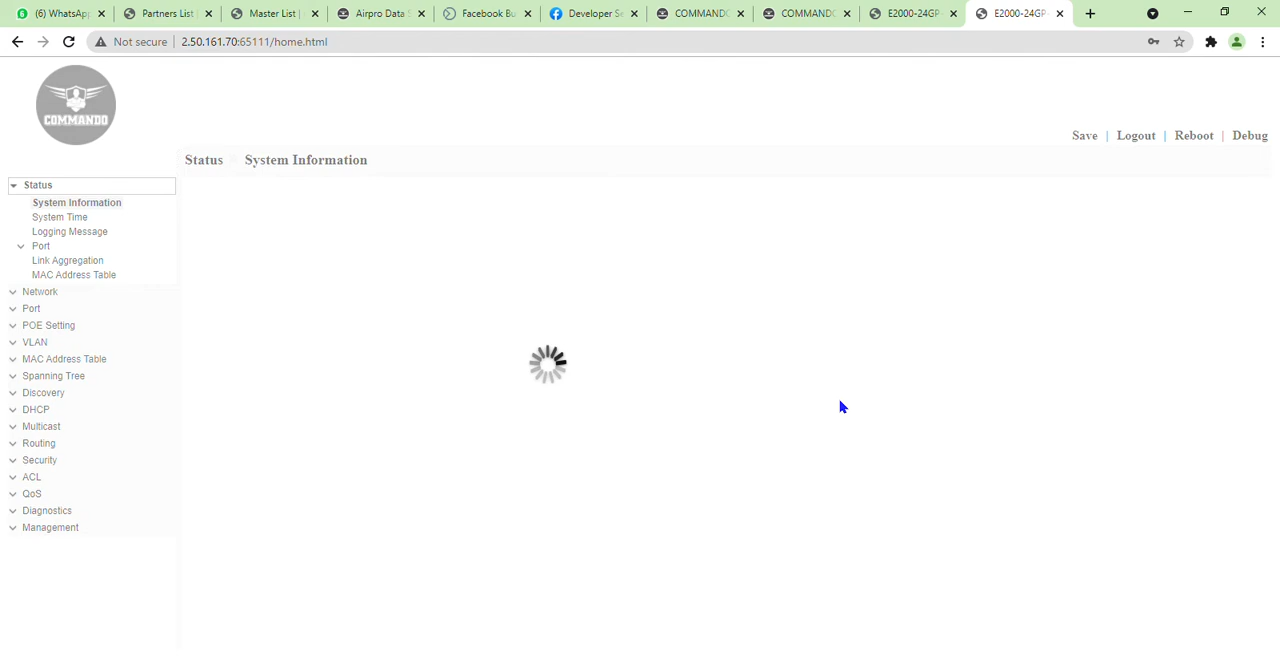 (6) WhatsApp
Partners List |
Master List |
Airpro Data S
Facebook Bu
Developer Se
COMMANDO
COMMANDO
E2000-24GP
E2000-24GP-
Not secure
2.50.161.70:65111/home.html
COMMANDO
Save | Logout | Reboot | Debug
Status System Information
Status
System Information
System Time
Logging Message
Port
Link Aggregation
MAC Address Table
Network
Port
POE Setting
VLAN
MAC Address Table
Spanning Tree
Discovery
DHCP
Multicast
Routing
Security
ACL
QoS
Diagnostics
Management